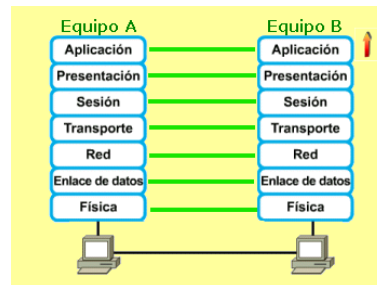 Equipo A Equipo B
Aplicación Aplicación
Presentación Presentación
Sesión Sesión
Transporte Transporte
Red Red
Enlace de datos Enlace de datos
Física Física